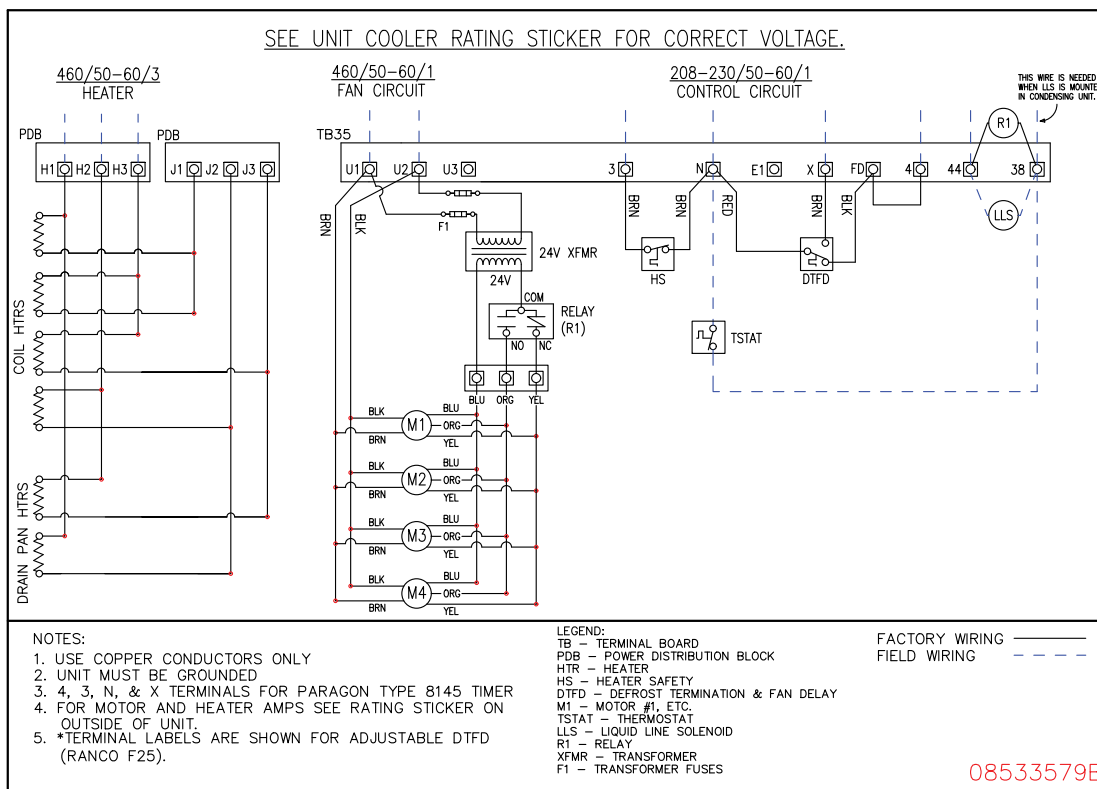 SEE UNIT COOLER RATING STICKER FOR CORRECT VOLTAGE.
460/50-60/3
HEATER
460/50-60/1
FAN CIRCUIT
208-230/50-60/1
CONTROL CIRCUIT
THIS WIRE IS NEEDED
WHEN LLS IS MOUNTE
IN CONDENSING UNIT.
PDB
PDB
TB35
R1
H1 H2 H3
J1 J2 J3
U1 U2 U3 3 N E1 X FD 4 44 38
BRN
BLK
BRN
BRN
RED
BRN
BLK
LLS
F1
24V XFMR
24V
HS
DTFD
COM
RELAY
(R1)
NO NC
TSTAT
COIL HTRS
BLU ORG YEL
BLK M1 BLU
ORG
BRN YEL
BLK M2 BLU
ORG
BRN YEL
BLK M3 BLU
ORG
BRN YEL
BLK M4 BLU
ORG
BRN YEL
DRAIN PAN HTRS
NOTES:
1. USE COPPER CONDUCTORS ONLY
2. UNIT MUST BE GROUNDED
3. 4, 3, N, & X TERMINALS FOR PARAGON TYPE 8145 TIMER
4. FOR MOTOR AND HEATER AMPS SEE RATING STICKER ON
OUTSIDE OF UNIT.
5. *TERMINAL LABELS ARE SHOWN FOR ADJUSTABLE DTFD
(RANCO F25).
LEGEND:
TB - TERMINAL BOARD
PDB - POWER DISTRIBUTION BLOCK
HTR - HEATER
HS - HEATER SAFETY
DTFD - DEFROST TERMINATION & FAN DELAY
M1 - MOTOR #1, ETC.
TSTAT - THERMOSTAT
LLS - LIQUID LINE SOLENOID
R1 - RELAY
XFMR - TRANSFORMER
F1 - TRANSFORMER FUSES
FACTORY WIRING
FIELD WIRING
08533579B